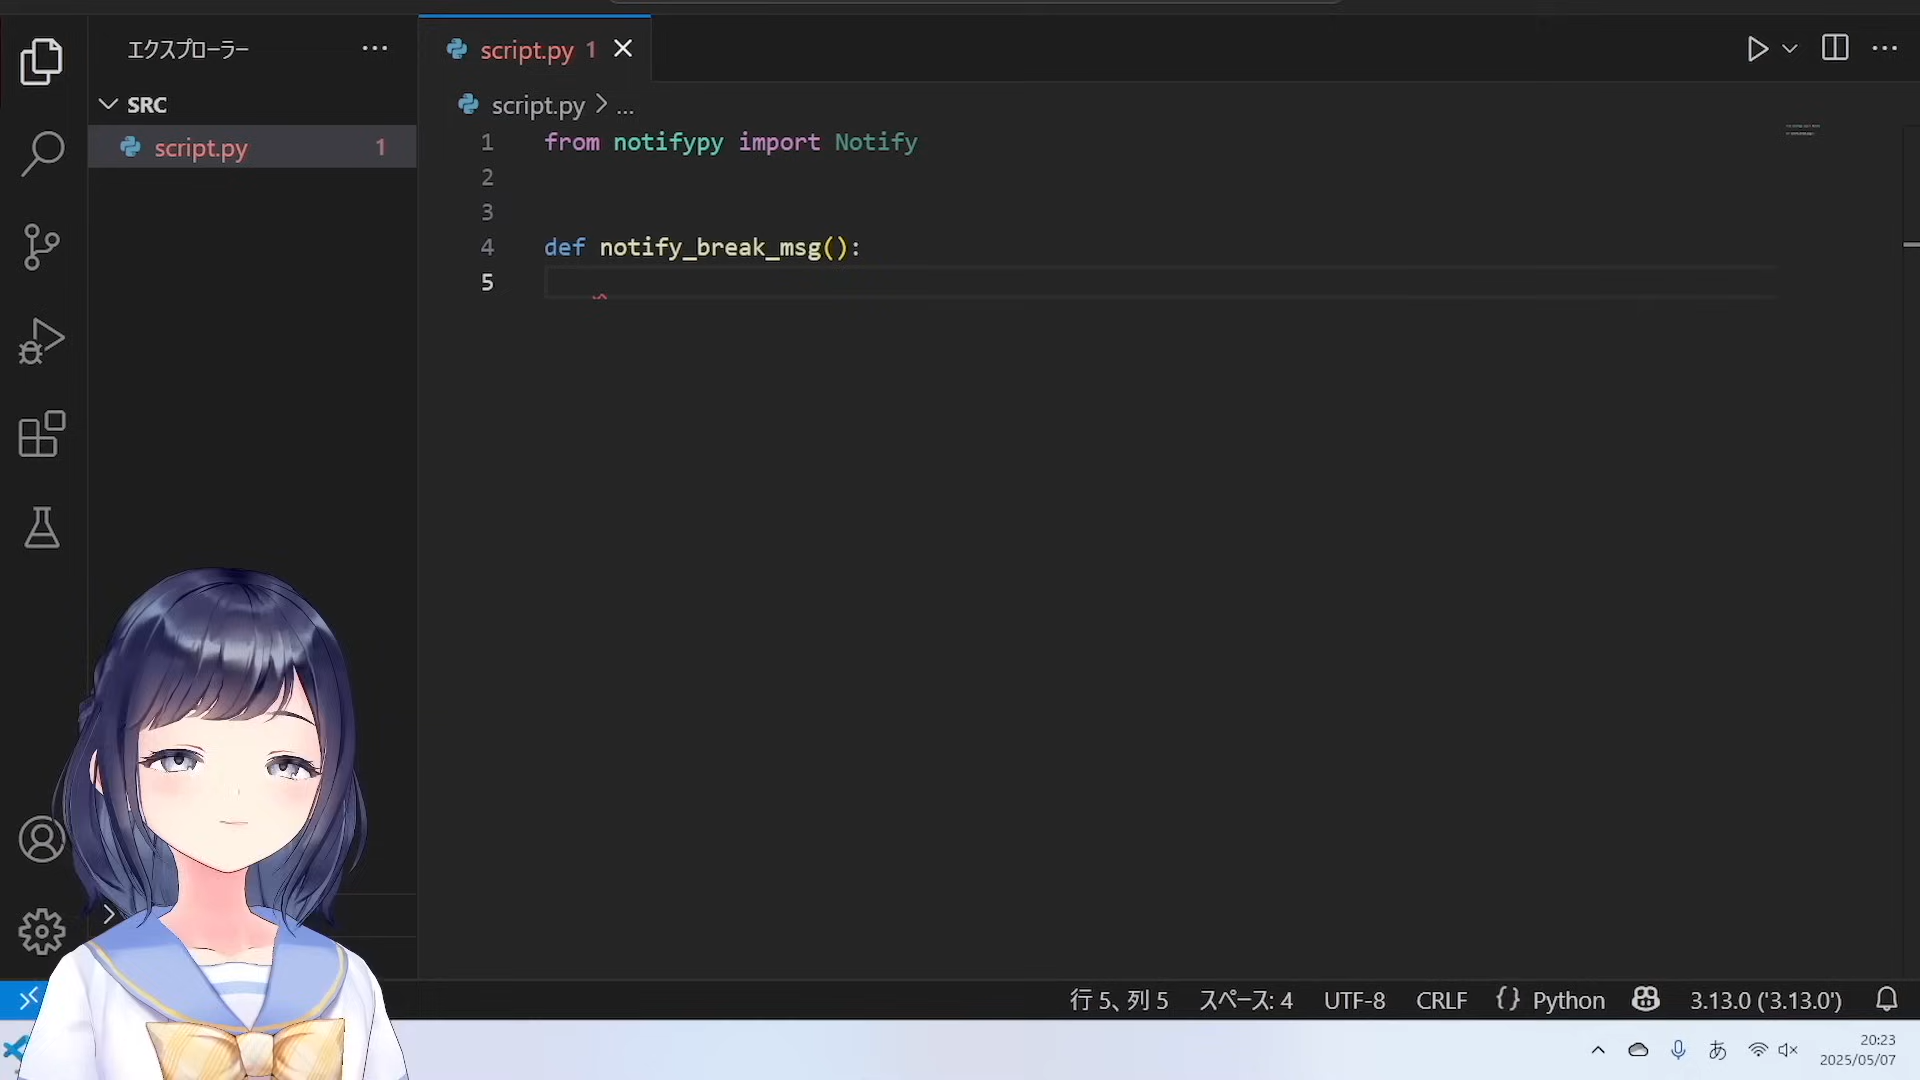 エクスプローラー
SRC
script.py 1
script.py 1
script.py > ...
1 from notifypy import Notify
2
3
4 def notify_break_msg():
5
行 5、列 5 スペース: 4 UTF-8 CRLF {} Python 3.13.0 ('3.13.0')
あ
20:23
2025/05/07